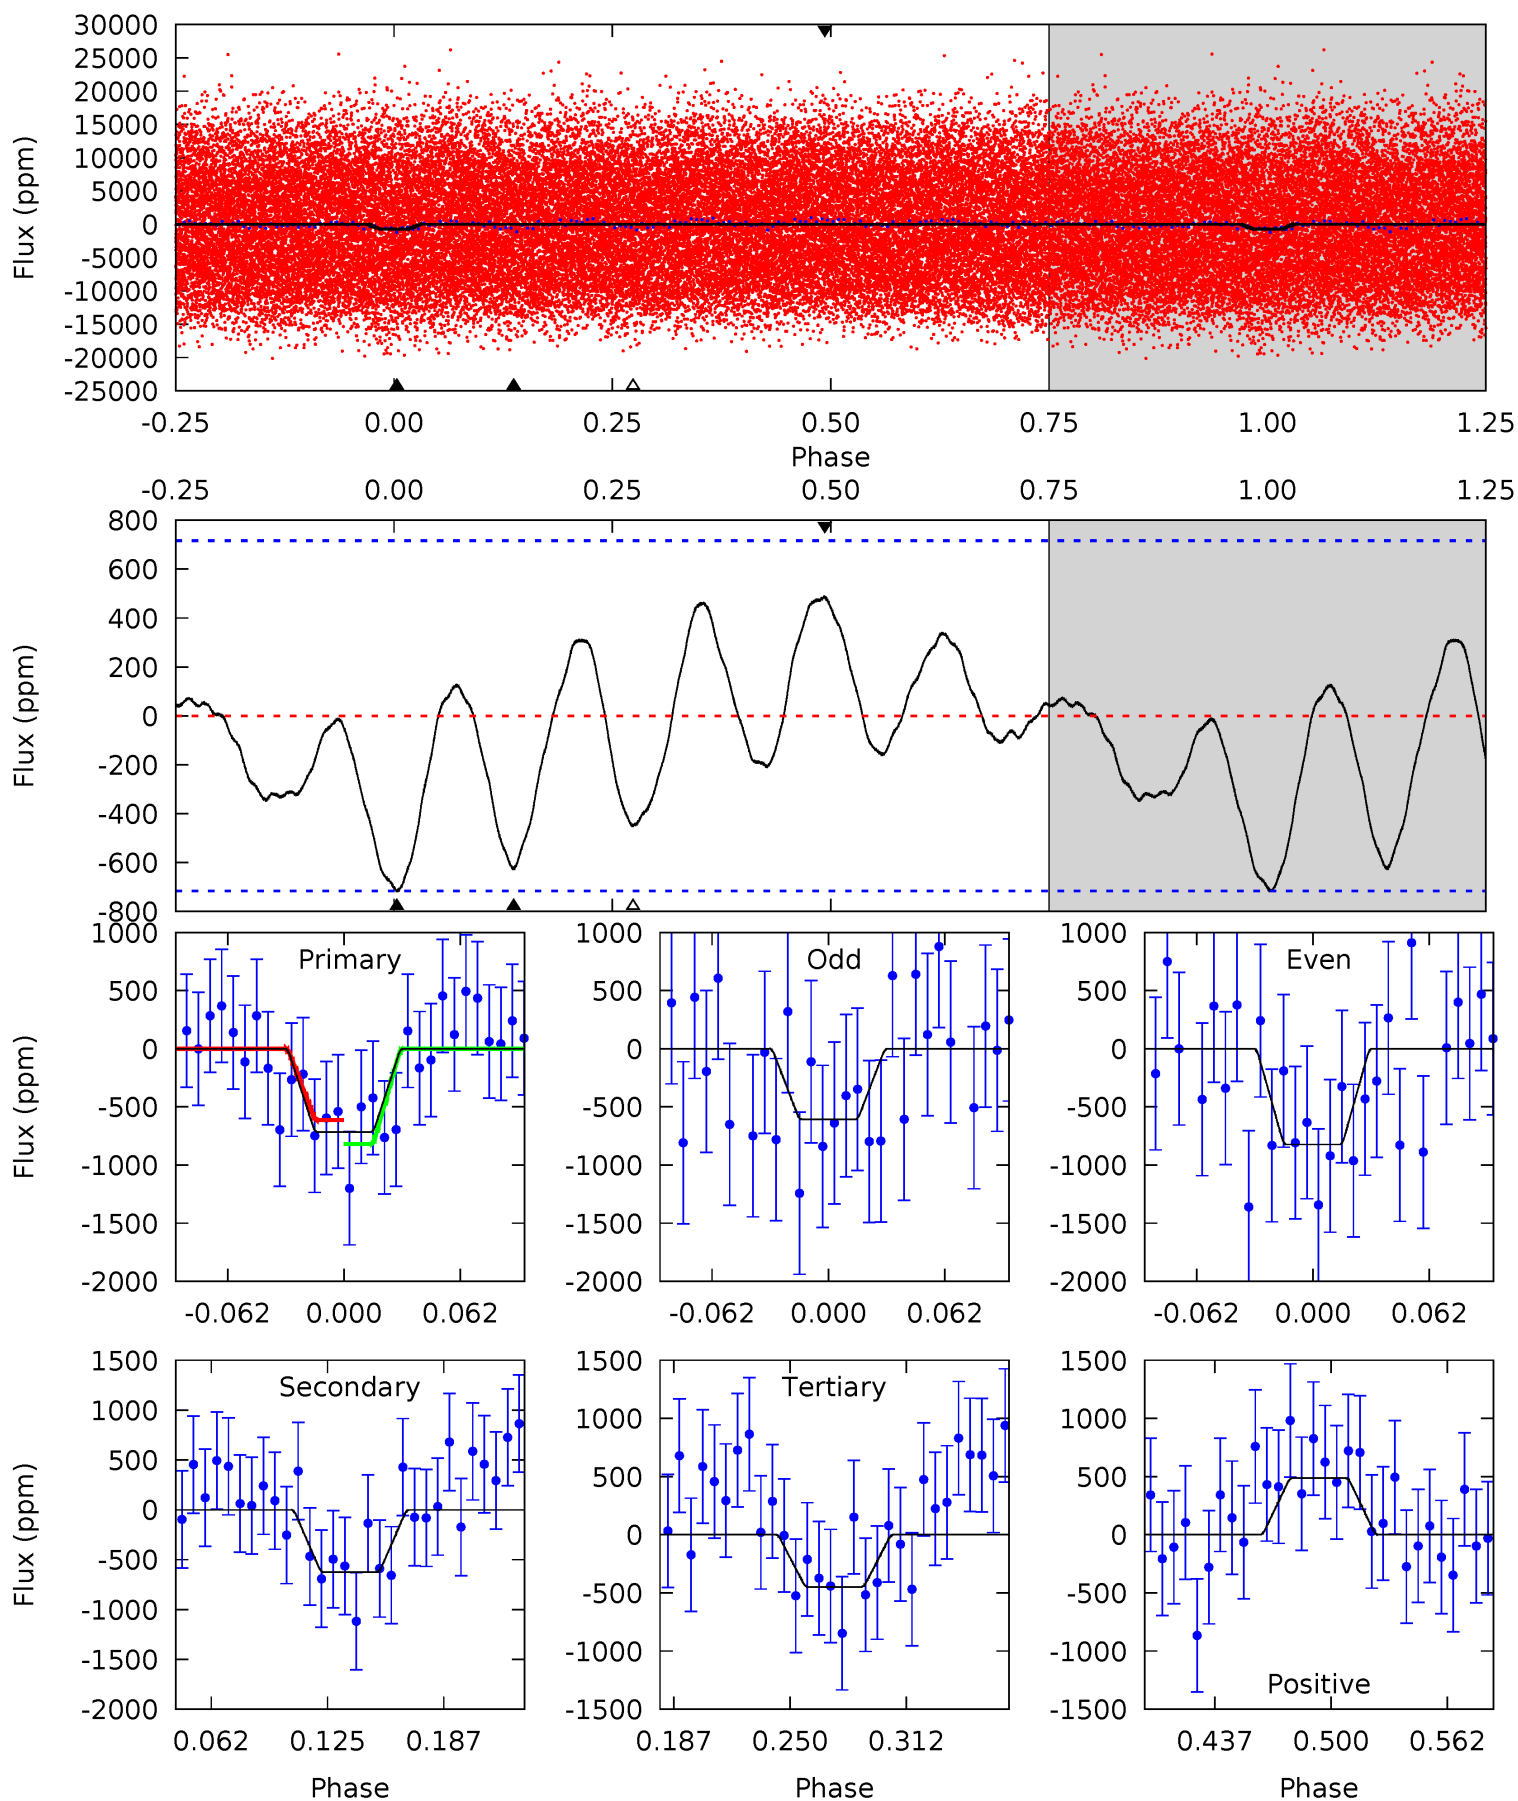 30000
25000
20000
15000
10000
5000
0
-5000
-10000
-15000
-20000
-25000
Flux (ppm)
-0.25 0.00 0.25 0.50 0.75 1.00 1.25
Phase
-0.25 0.00 0.25 0.50 0.75 1.00 1.25
800
600
400
200
0
-200
-400
-600
-800
Flux (ppm)
Primary
1000
500
0
-500
-1000
-1500
-2000
Flux (ppm)
-0.062 0.000 0.062
Odd
1000
500
0
-500
-1000
-1500
-2000
-0.062 0.000 0.062
Even
1000
500
0
-500
-1000
-1500
-2000
-0.062 0.000 0.062
Secondary
1500
1000
500
0
-500
-1000
-1500
-2000
Flux (ppm)
0.062 0.125 0.187
Phase
Tertiary
1500
1000
500
0
-500
-1000
-1500
0.187 0.250 0.312
Phase
Positive
1500
1000
500
0
-500
-1000
-1500
0.437 0.500 0.562
Phase